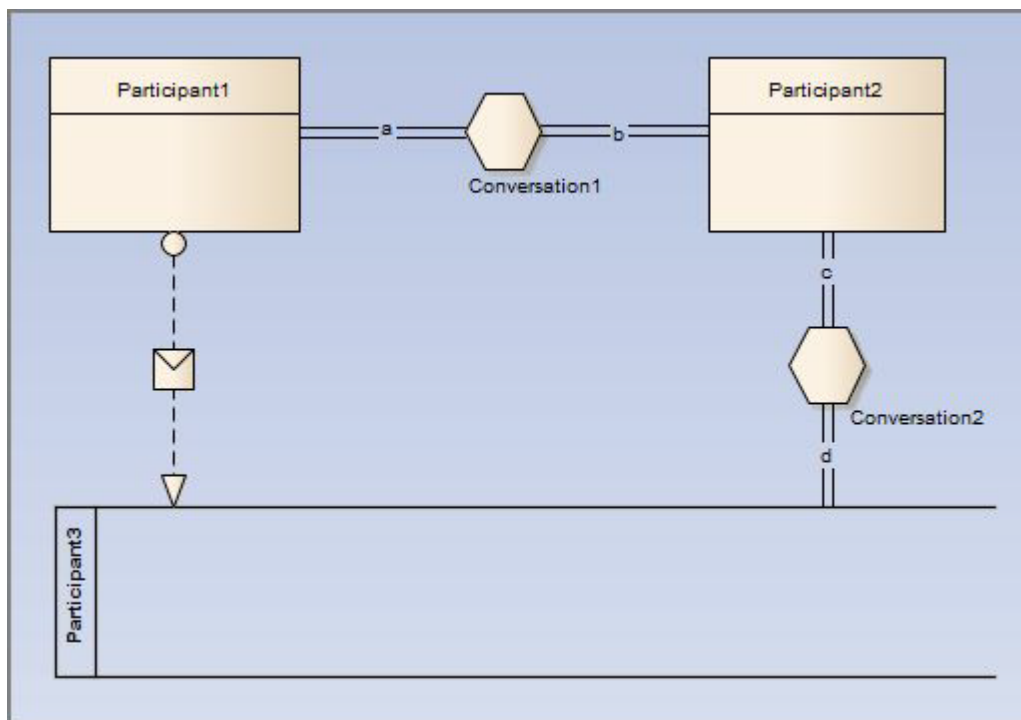 Participant1
Participant2
a
b
Conversation1
c
Conversation2
d
Participant3